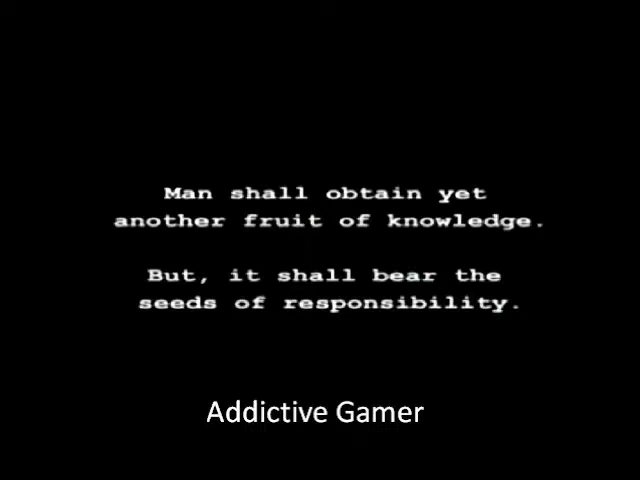 Man shall obtain yet
another fruit of knowledge.
But, it shall bear the
seeds of responsibility.
Addictive Gamer